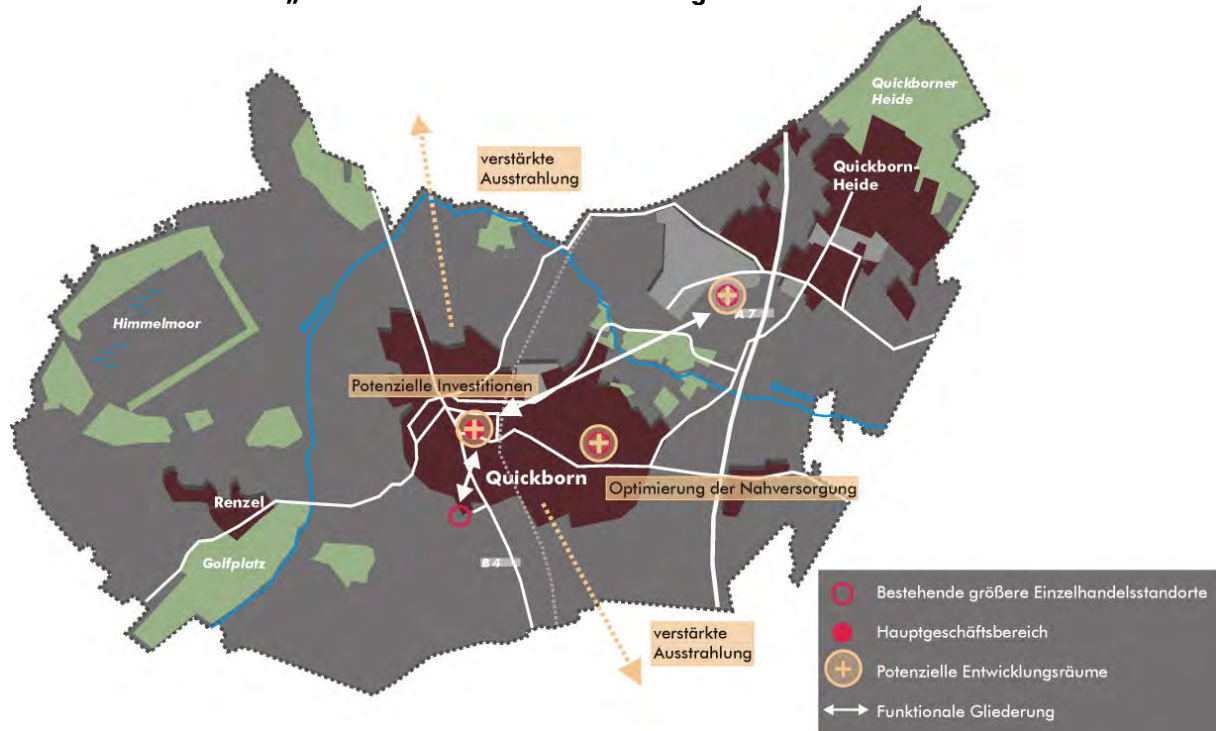 Quickborner
Heide
Quickborn-
Heide
verstärkte
Ausstrahlung
Himmelmoor
A 7
Potenzielle Investitionen
Quickborn
Optimierung der Nahversorgung
Renzel
Golfplatz
B 4
verstärkte
Ausstrahlung
Bestehende größere Einzelhandelsstandorte
Hauptgeschäftsbereich
Potenzielle Entwicklungsräume
Funktionale Gliederung